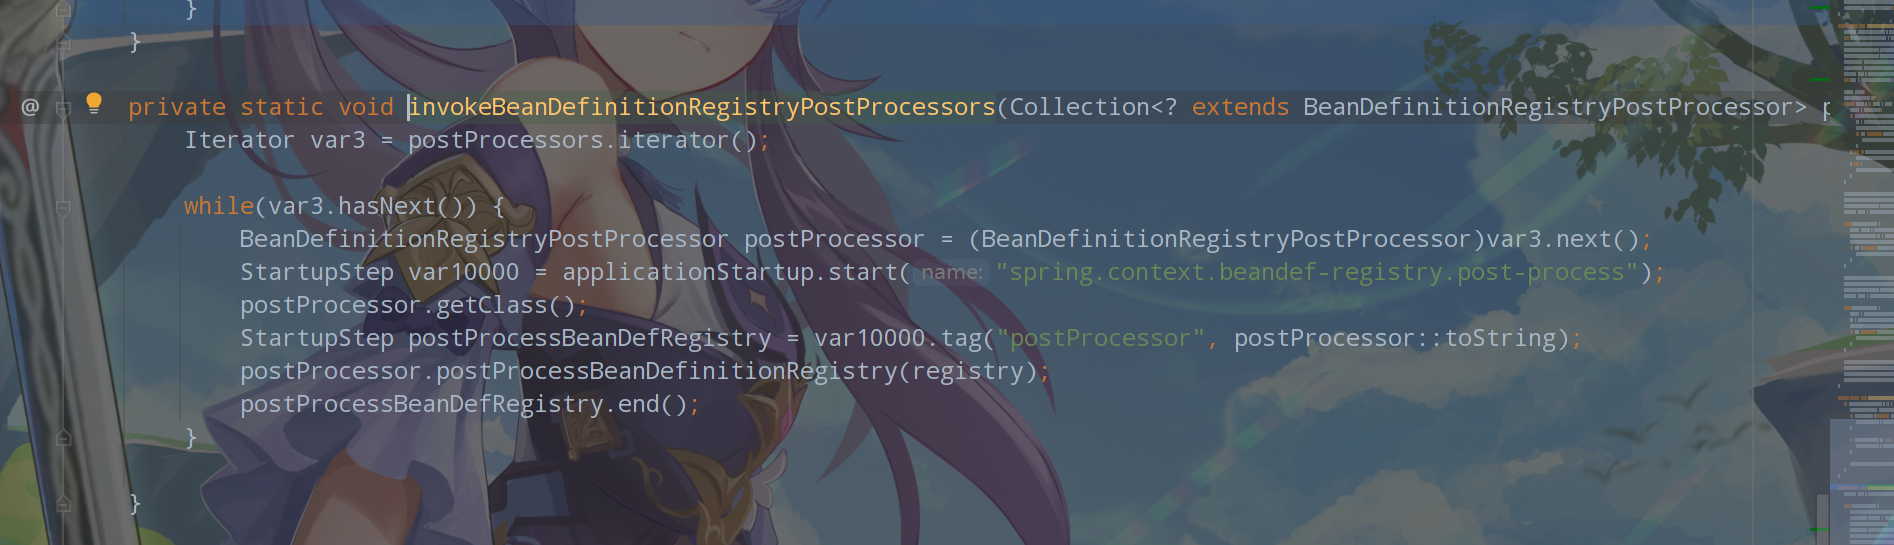 }
}
@ private static void invokeBeanDefinitionRegistryPostProcessors(Collection<? extends BeanDefinitionRegistryPostProcessor> p
Iterator var3 = postProcessors.iterator();
while(var3.hasNext()) {
BeanDefinitionRegistryPostProcessor postProcessor = (BeanDefinitionRegistryPostProcessor)var3.next();
StartupStep var10000 = applicationStartup.start( name: "spring.context.beandef-registry.post-process");
postProcessor.getClass();
StartupStep postProcessBeanDefRegistry = var10000.tag("postProcessor", postProcessor::toString);
postProcessor.postProcessBeanDefinitionRegistry(registry);
postProcessBeanDefRegistry.end();
}
}